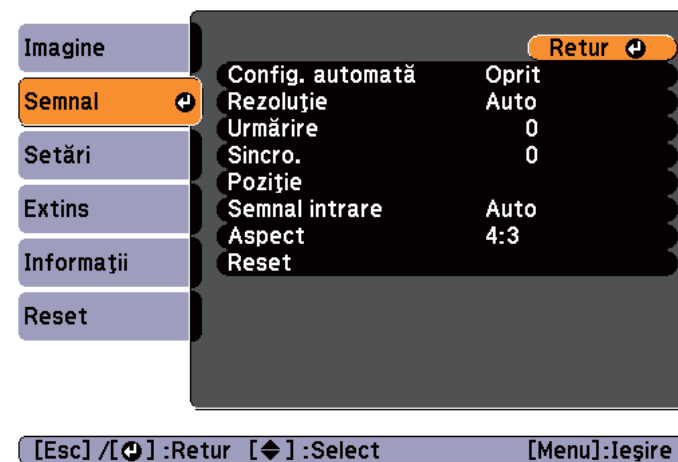 Imagine
Semnal
Setări
Extins
Informaţii
Reset
Retur
Config. automată Oprit
Rezoluţie Auto
Urmărire 0
Sincro. 0
Poziţie
Semnal intrare Auto
Aspect 4:3
Reset
[Esc] /[⏎] :Retur [◆] :Select [Menu]:Ieşire